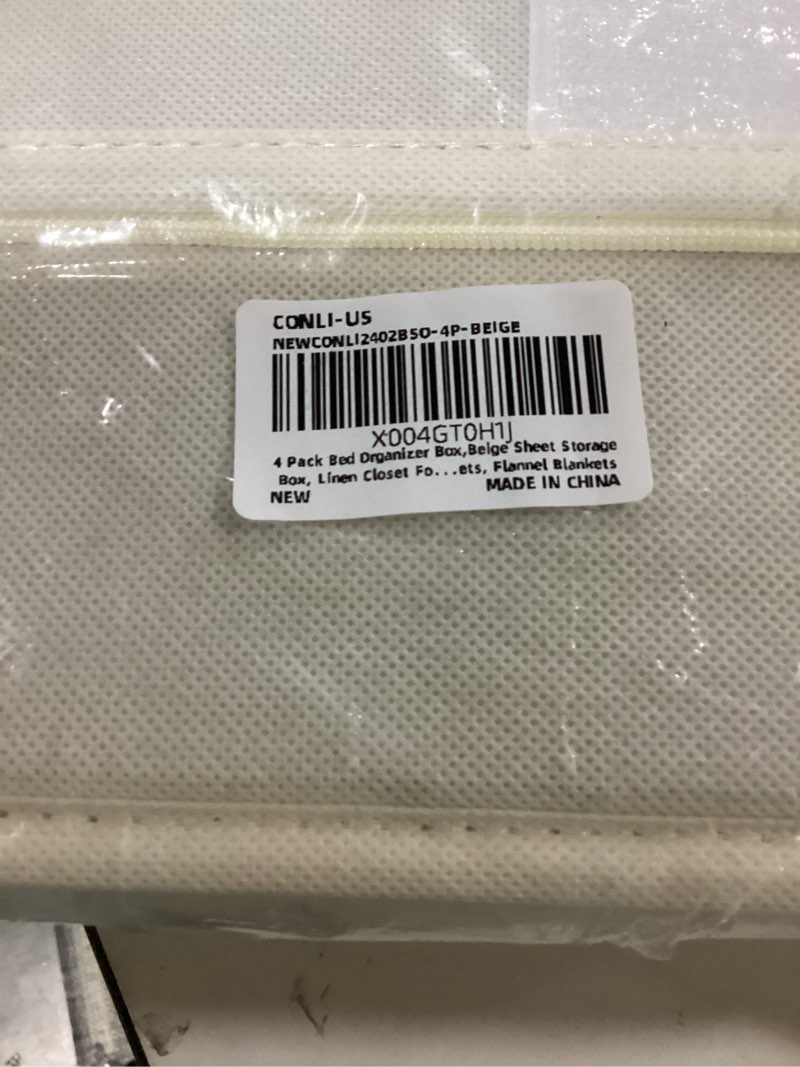 CONLI-US
NEWCONLI2402BSO-4P-BEIGE
X004GT0H1J
4 Pack Bed Organizer Box,Beige Sheet Storage
Box, Linen Closet Fo...ets, Flannel Blankets
NEW MADE IN CHINA